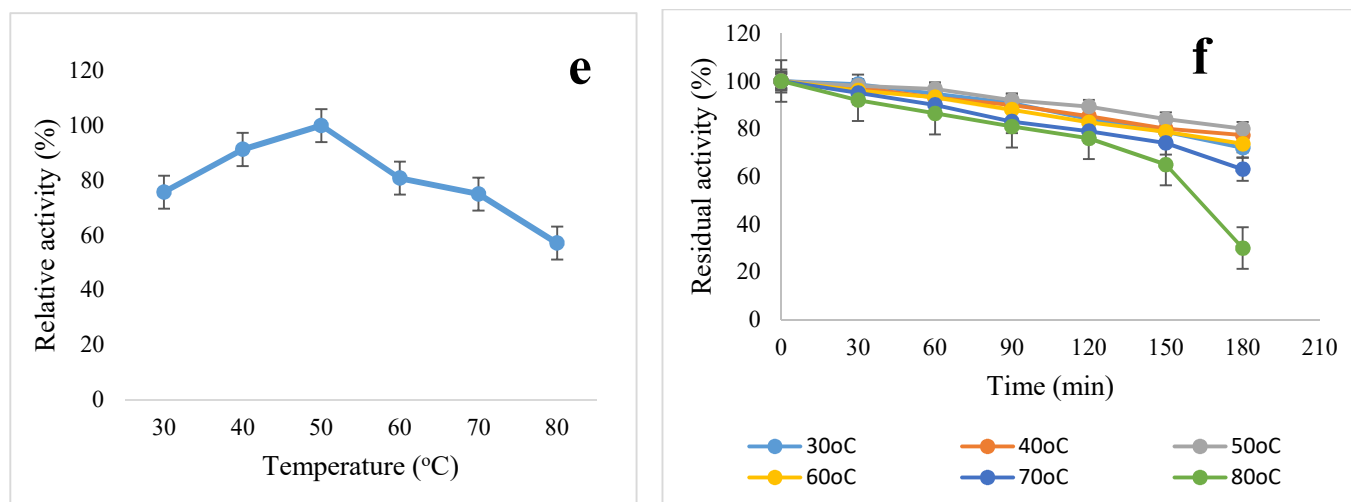 e
Relative activity (%)
120
100
80
60
40
20
0
30 40 50 60 70 80
Temperature (°C)
f
Residual activity (%)
120
100
80
60
40
20
0
0 30 60 90 120 150 180 210
Time (min)
30oC 40oC 50oC
60oC 70oC 80oC